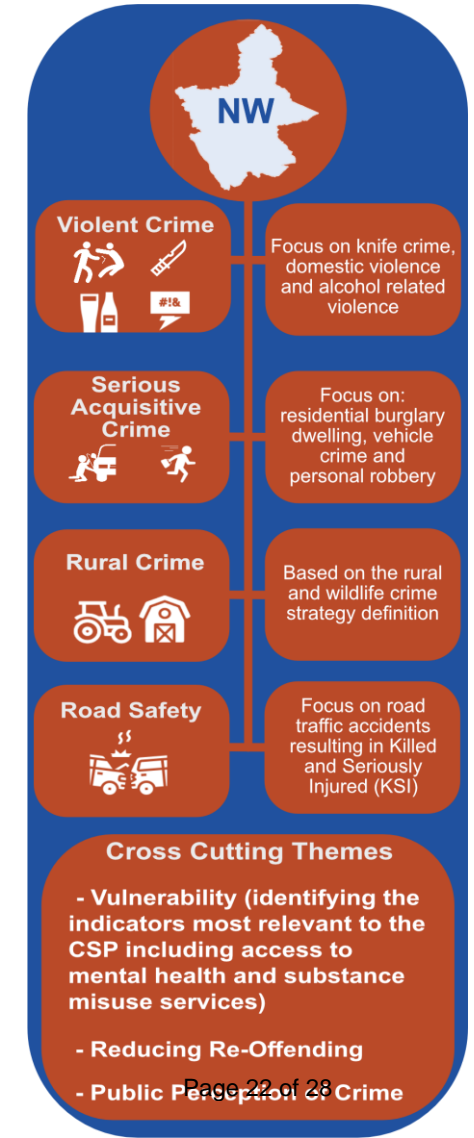 NW
Violent Crime
#!&
Focus on knife crime,
domestic violence
and alcohol related
violence
Serious
Acquisitive
Crime
Focus on:
residential burglary
dwelling, vehicle
crime and
personal robbery
Rural Crime
Based on the rural
and wildlife crime
strategy definition
Road Safety
Focus on road
traffic accidents
resulting in Killed
and Seriously
Injured (KSI)
Cross Cutting Themes
- Vulnerability (identifying the
indicators most relevant to the
CSP including access to
mental health and substance
misuse services)
- Reducing Re-Offending
- Public Perception of Crime
Page 22 of 28